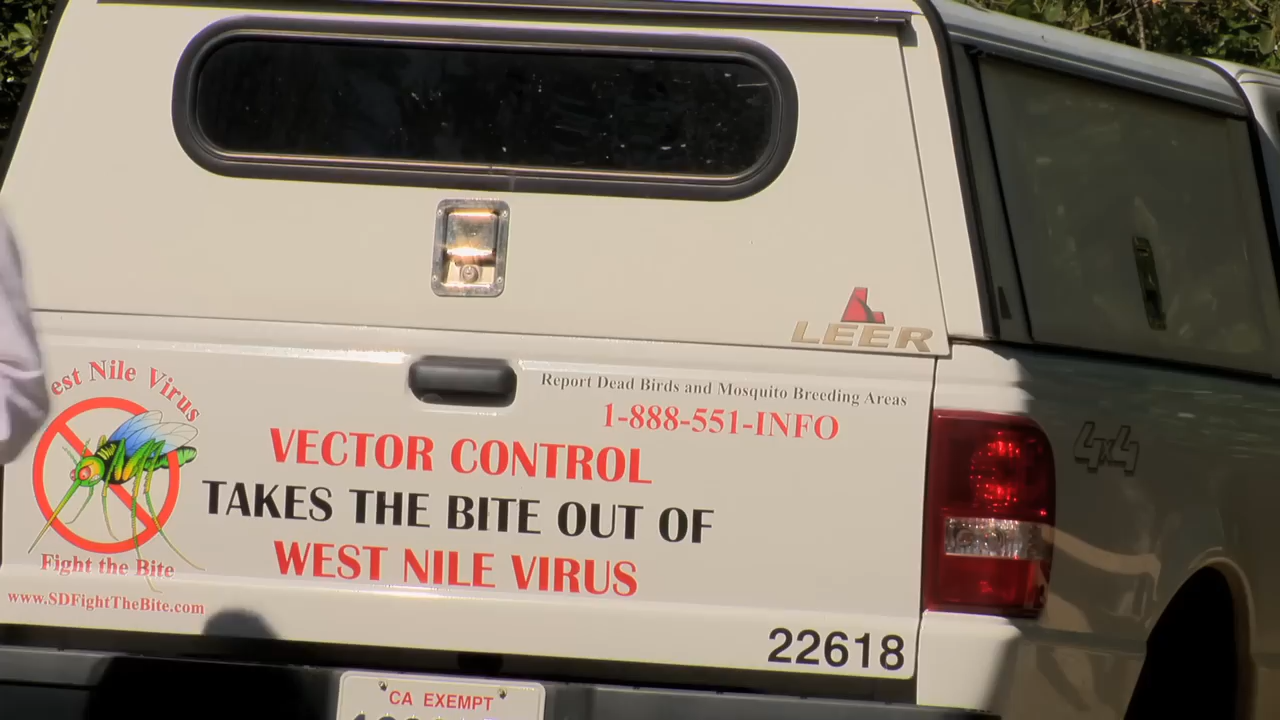 LEER
4x4
est Nile Virus
Report Dead Birds and Mosquito Breeding Areas
1-888-551-INFO
VECTOR CONTROL
TAKES THE BITE OUT OF
WEST NILE VIRUS
Fight the Bite
www.SDFightTheBite.com
22618
CA EXEMPT